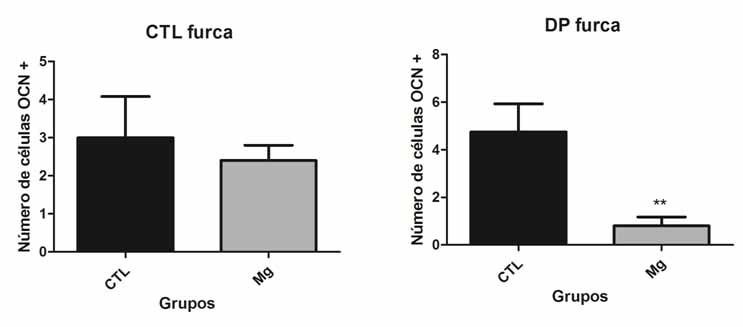 CTL furca
Número de células OCN +
5
4
3
2
1
0
CTL
Mg
Grupos
DP furca
Número de células OCN +
8
6
4
2
0
**
CTL
Mg
Grupos